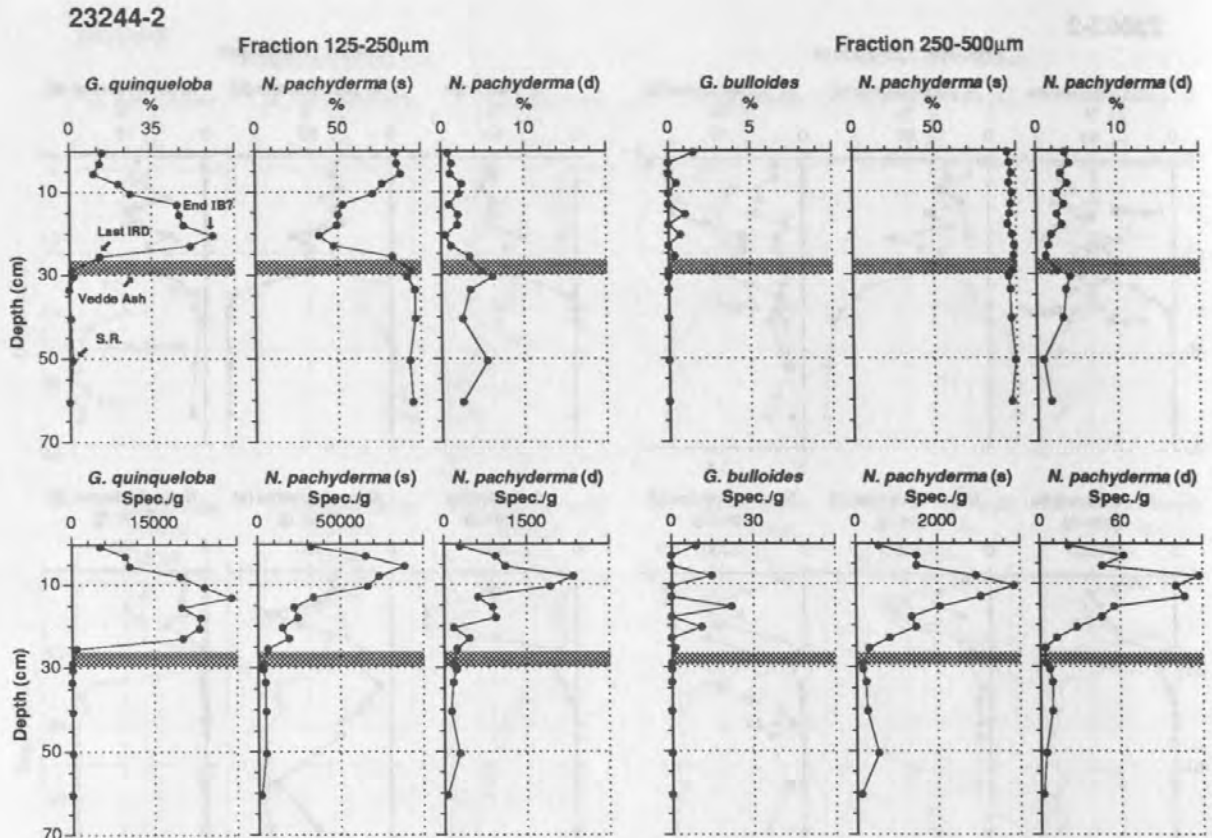 23244-2
Fraction 125-250µm
Fraction 250-500µm
G. quinqueloba
%
N. pachyderma (s)
%
N. pachyderma (d)
%
G. bulloides
%
N. pachyderma (s)
%
N. pachyderma (d)
%
0 35
0 50
0 10
0 5
0 50
0 10
Depth (cm)
10
30
50
70
End IB?
Last IRD
Vedde Ash
S.R.
G. quinqueloba
Spec./g
N. pachyderma (s)
Spec./g
N. pachyderma (d)
Spec./g
G. bulloides
Spec./g
N. pachyderma (s)
Spec./g
N. pachyderma (d)
Spec./g
0 15000
0 50000
0 1500
0 30
0 2000
0 60
Depth (cm)
10
30
50
70